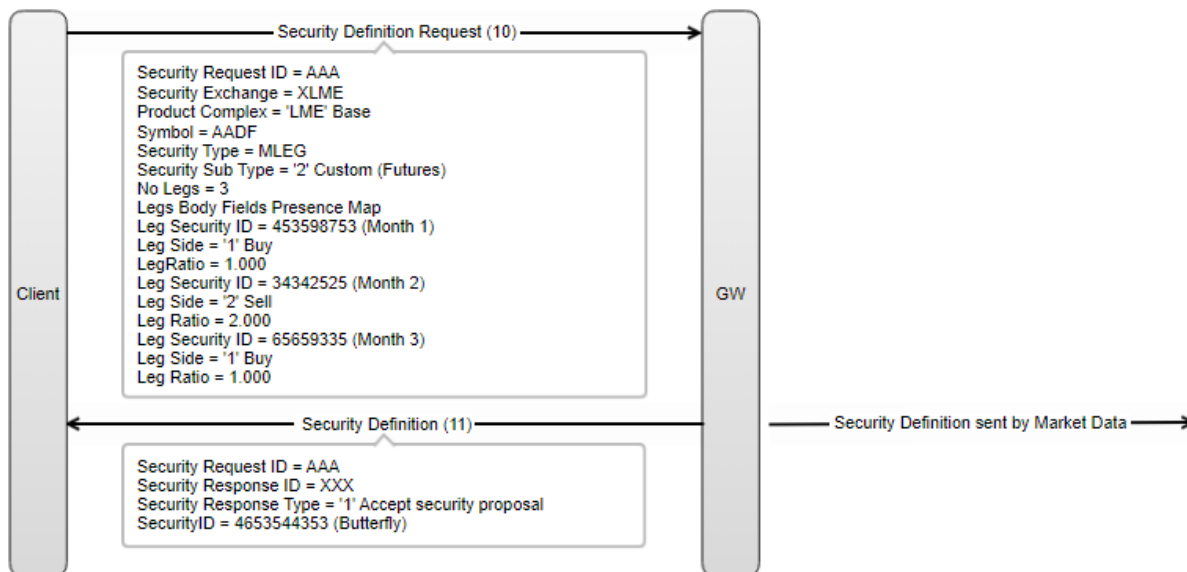 Security Definition Request (10)
Security Request ID = AAA
Security Exchange = XLME
Product Complex = 'LME' Base
Symbol = AADF
Security Type = MLEG
Security Sub Type = '2' Custom (Futures)
No Legs = 3
Legs Body Fields Presence Map
Leg Security ID = 453598753 (Month 1)
Leg Side = '1' Buy
LegRatio = 1.000
Leg Security ID = 34342525 (Month 2)
Leg Side = '2' Sell
Leg Ratio = 2.000
Leg Security ID = 65659335 (Month 3)
Leg Side = '1' Buy
Leg Ratio = 1.000
Client
GW
Security Definition (11)
Security Definition sent by Market Data
Security Request ID = AAA
Security Response ID = XXX
Security Response Type = '1' Accept security proposal
SecurityID = 4653544353 (Butterfly)